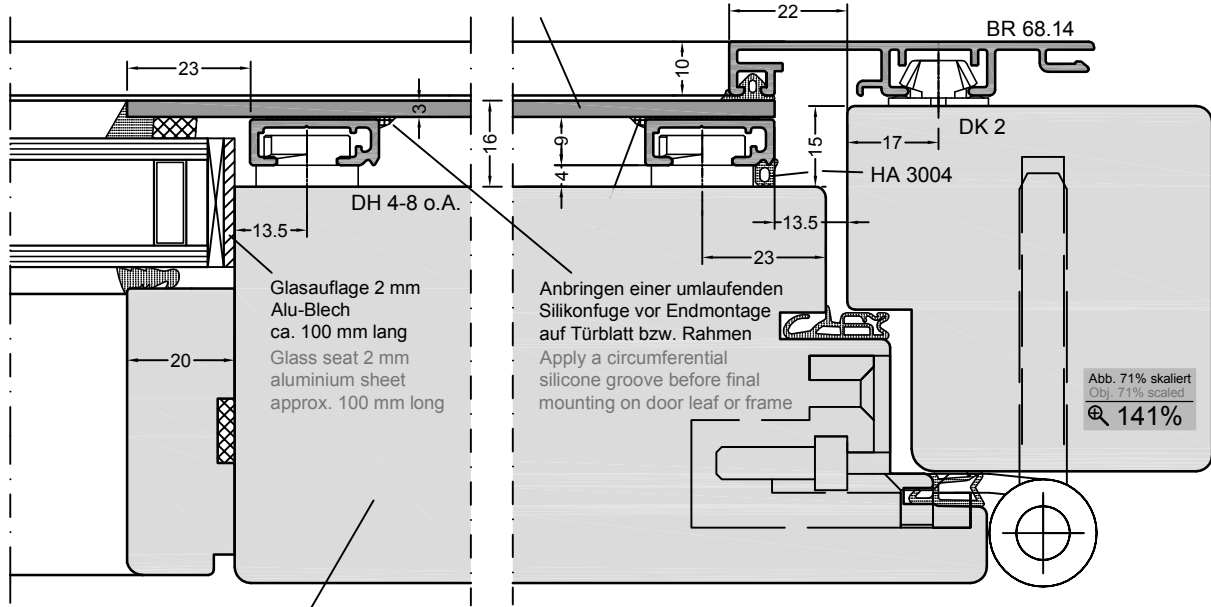 22
BR 68.14
23
10
3
16
9
4
15
17
DK 2
HA 3004
DH 4-8 o.A.
13.5
13.5
23
Glasauflage 2 mm
Alu-Blech
ca. 100 mm lang
Glass seat 2 mm
aluminium sheet
approx. 100 mm long
Anbringen einer umlaufenden
Silikonfuge vor Endmontage
auf Türblatt bzw. Rahmen
Apply a circumferential
silicone groove before final
mounting on door leaf or frame
20
Abb. 71% skaliert
Obj. 71% scaled
141%